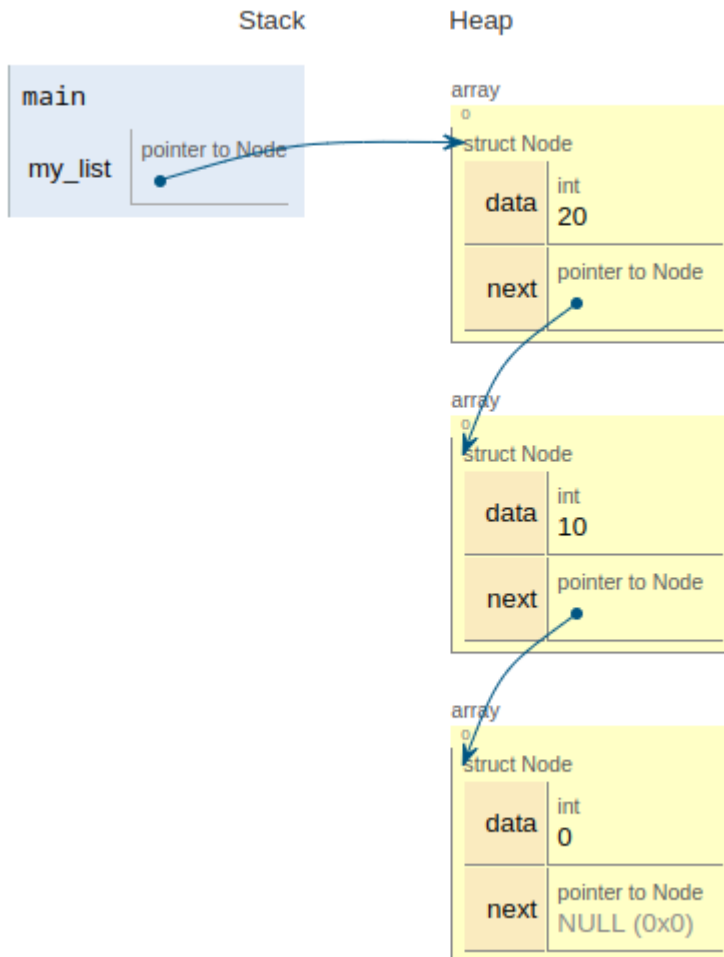 Stack Heap
main
my_list
pointer to Node
array
0
struct Node
data
int
20
next
pointer to Node
array
0
struct Node
data
int
10
next
pointer to Node
array
0
struct Node
data
int
0
next
pointer to Node
NULL (0x0)